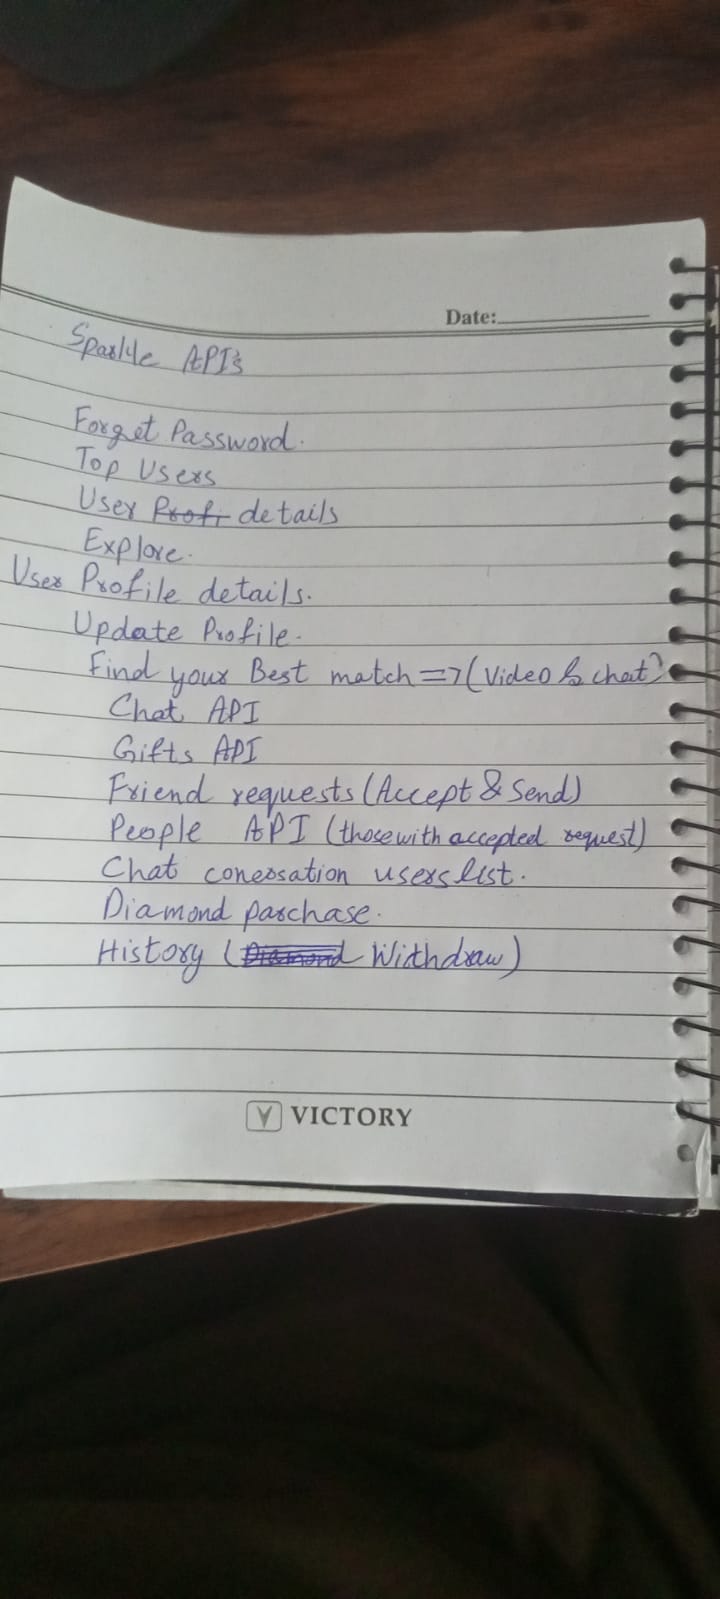 Date:
Sparkle API's
Forget Password.
Top Users
User Profi details
Explore.
User Profile details.
Update Profile.
Find your Best match => (Video & chat)
Chat API
Gifts API
Friend requests (Accept & Send)
People API (those with accepted request)
Chat conersation users list.
Diamond parchase.
History (Diamond Withdraw)
V VICTORY